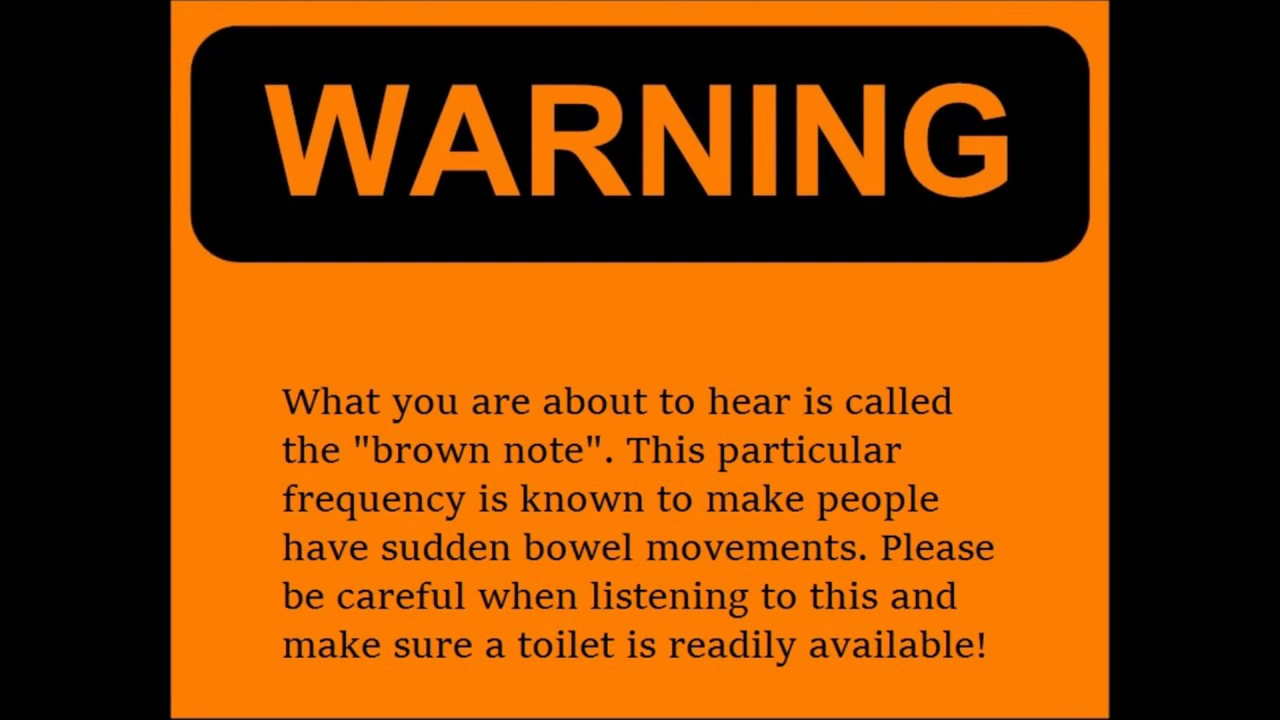 WARNING
What you are about to hear is called
the "brown note". This particular
frequency is known to make people
have sudden bowel movements. Please
be careful when listening to this and
make sure a toilet is readily available!